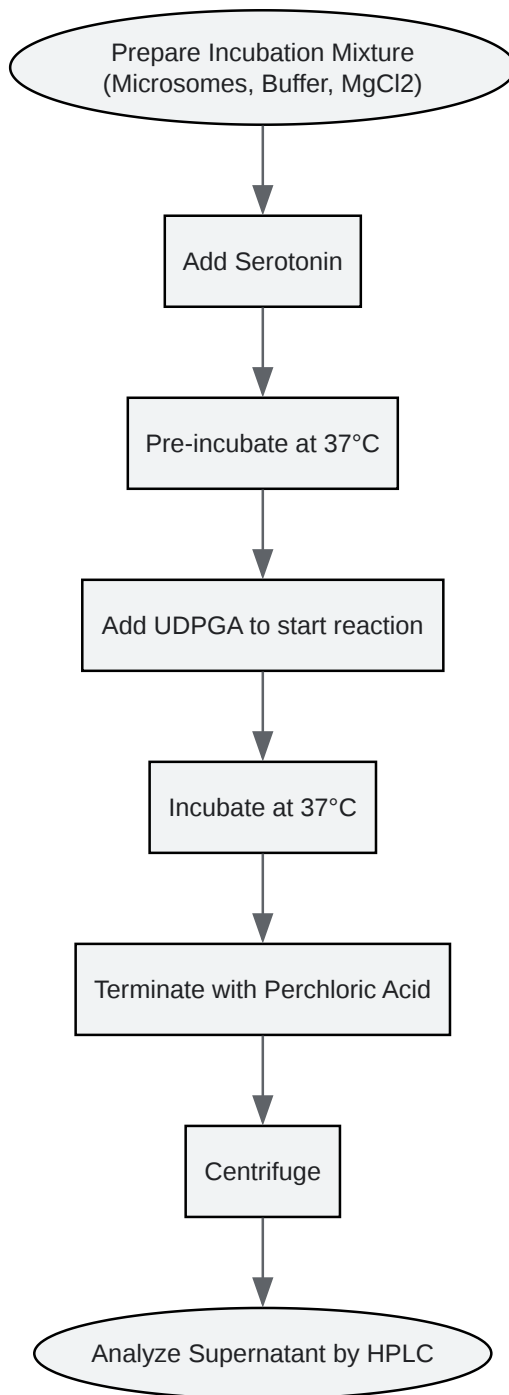 Prepare Incubation Mixture
(Microsomes, Buffer, MgCl2)
Add Serotonin
Pre-incubate at 37°C
Add UDPGA to start reaction
Incubate at 37°C
Terminate with Perchloric Acid
Centrifuge
Analyze Supernatant by HPLC